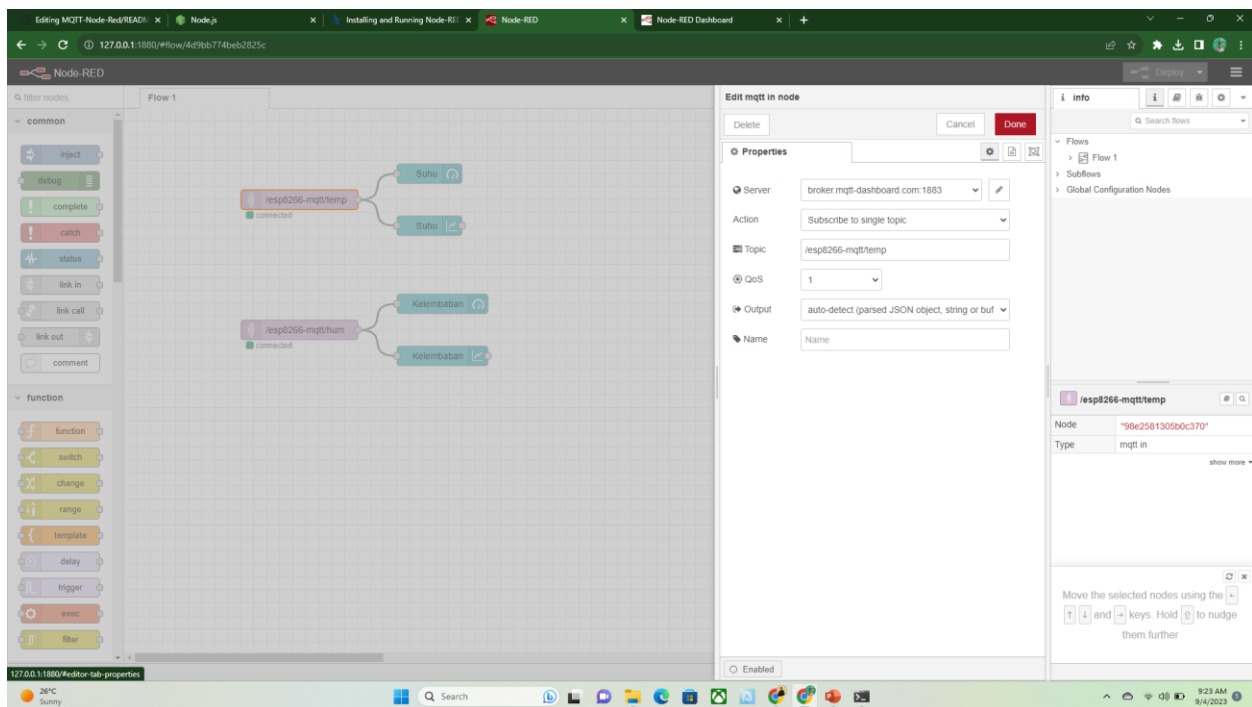 Editing MQTT-Node-Red/READM
Node.js
Installing and Running Node-RE
Node-RED
Node-RED Dashboard
127.0.0.1:1880/#flow/4d9bb774beb2825c
Node-RED
Deploy
filter nodes
Flow 1
common
inject
debug
complete
catch
status
link in
link call
link out
comment
function
function
switch
change
range
template
delay
trigger
exec
filter
/esp8266-mqtt/temp
connected
Suhu
Suhu
/esp8266-mqtt/hum
connected
Kelembaban
Kelembaban
Edit mqtt in node
Delete
Cancel
Done
Properties
Server
broker.mqtt-dashboard.com:1883
Action
Subscribe to single topic
Topic
/esp8266-mqtt/temp
QoS
1
Output
auto-detect (parsed JSON object, string or buf
Name
Name
Enabled
i info
i
Search flows
Flows
Flow 1
Subflows
Global Configuration Nodes
/esp8266-mqtt/temp
Node
"98e2581305b0c370"
Type
mqtt in
show more
Move the selected nodes using the ←
↑ ↓ and → keys. Hold ⇧ to nudge
them further
127.0.0.1:1880/#editor-tab-properties
26°C
Sunny
Search
9:23 AM
9/4/2023